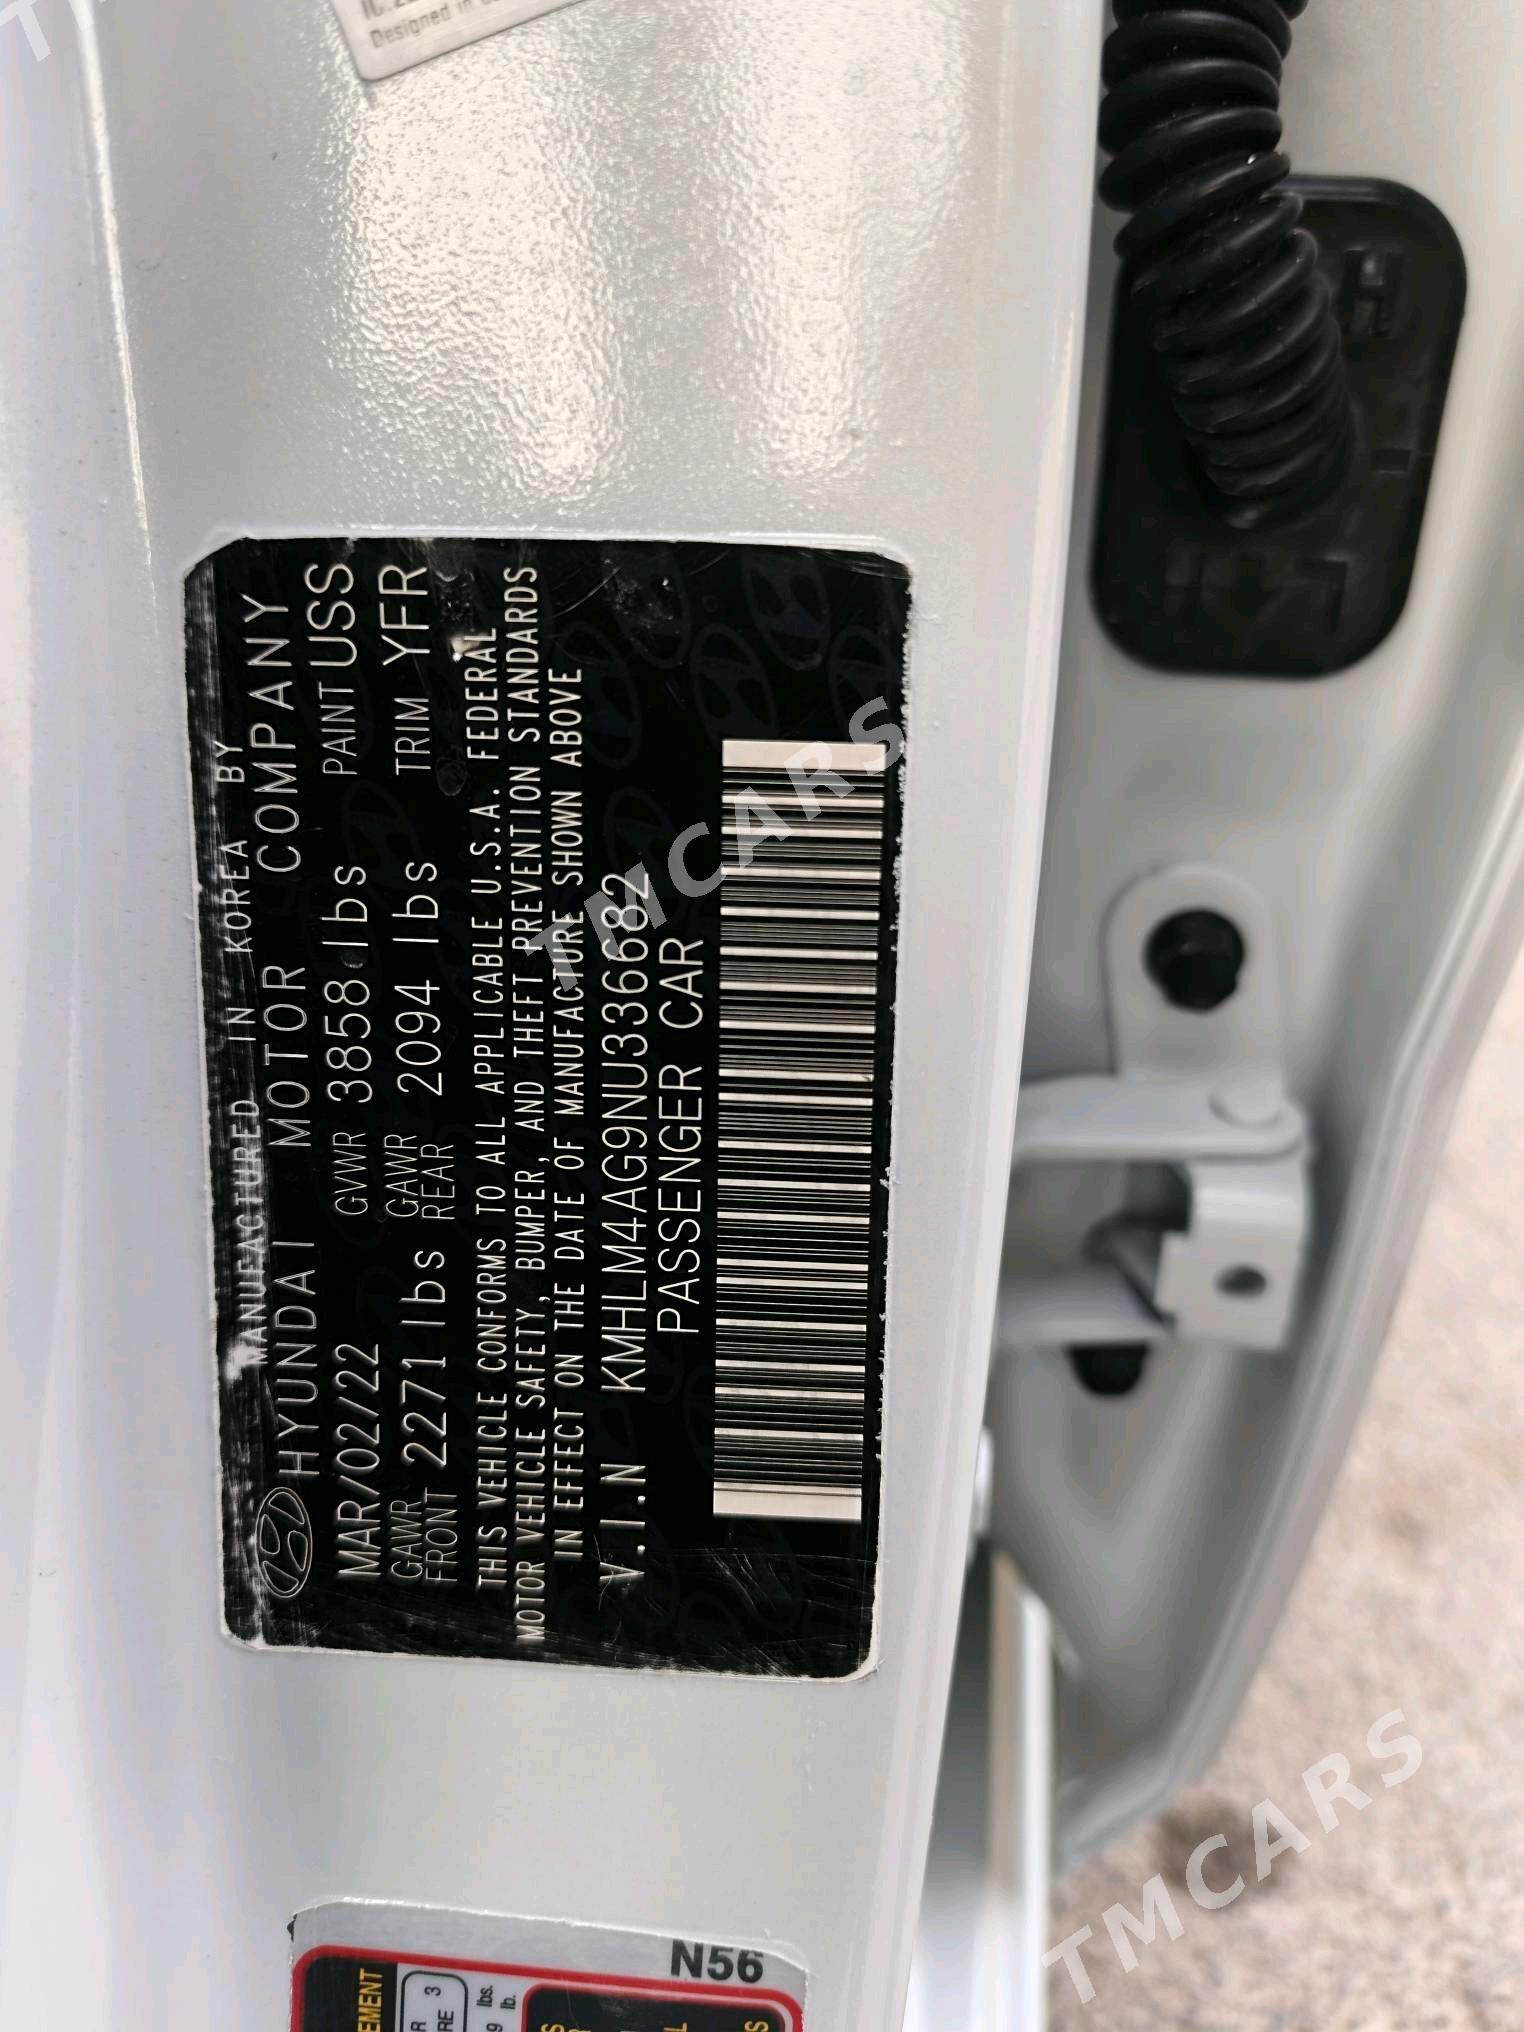 Designed in
MANUFACTURED IN KOREA BY
HYUNDAI MOTOR COMPANY
MAR/02/22 GVWR 3858 lbs PAINT USS
GAWR FRONT 2271 lbs GAWR REAR 2094 lbs TRIM YFR
THIS VEHICLE CONFORMS TO ALL APPLICABLE U.S.A. FEDERAL
MOTOR VEHICLE SAFETY, BUMPER, AND THEFT PREVENTION STANDARDS
IN EFFECT ON THE DATE OF MANUFACTURE SHOWN ABOVE
V.I.N KMHLM4AG9NU336682
PASSENGER CAR
N56
TMCARS
TMCARS